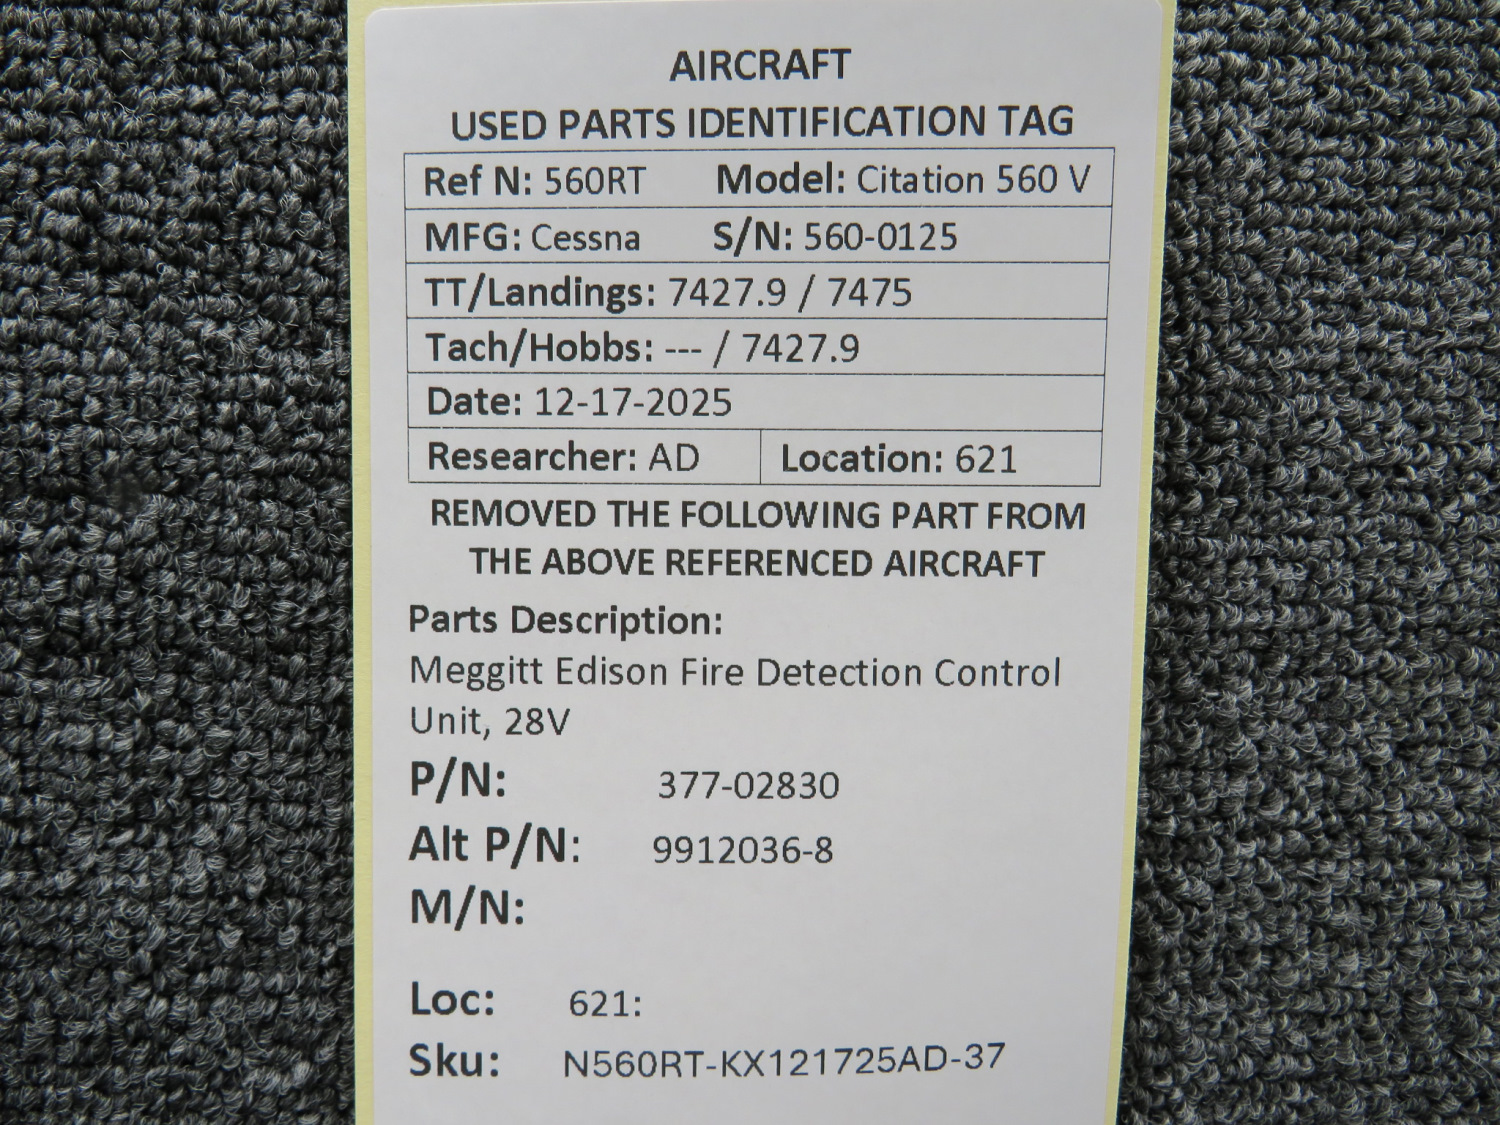 AIRCRAFT
USED PARTS IDENTIFICATION TAG
Ref N: 560RT Model: Citation 560 V
MFG: Cessna S/N: 560-0125
TT/Landings: 7427.9 / 7475
Tach/Hobbs: --- / 7427.9
Date: 12-17-2025
Researcher: AD Location: 621
REMOVED THE FOLLOWING PART FROM
THE ABOVE REFERENCED AIRCRAFT
Parts Description:
Meggitt Edison Fire Detection Control
Unit, 28V
P/N: 377-02830
Alt P/N: 9912036-8
M/N:
Loc: 621:
Sku: N560RT-KX121725AD-37